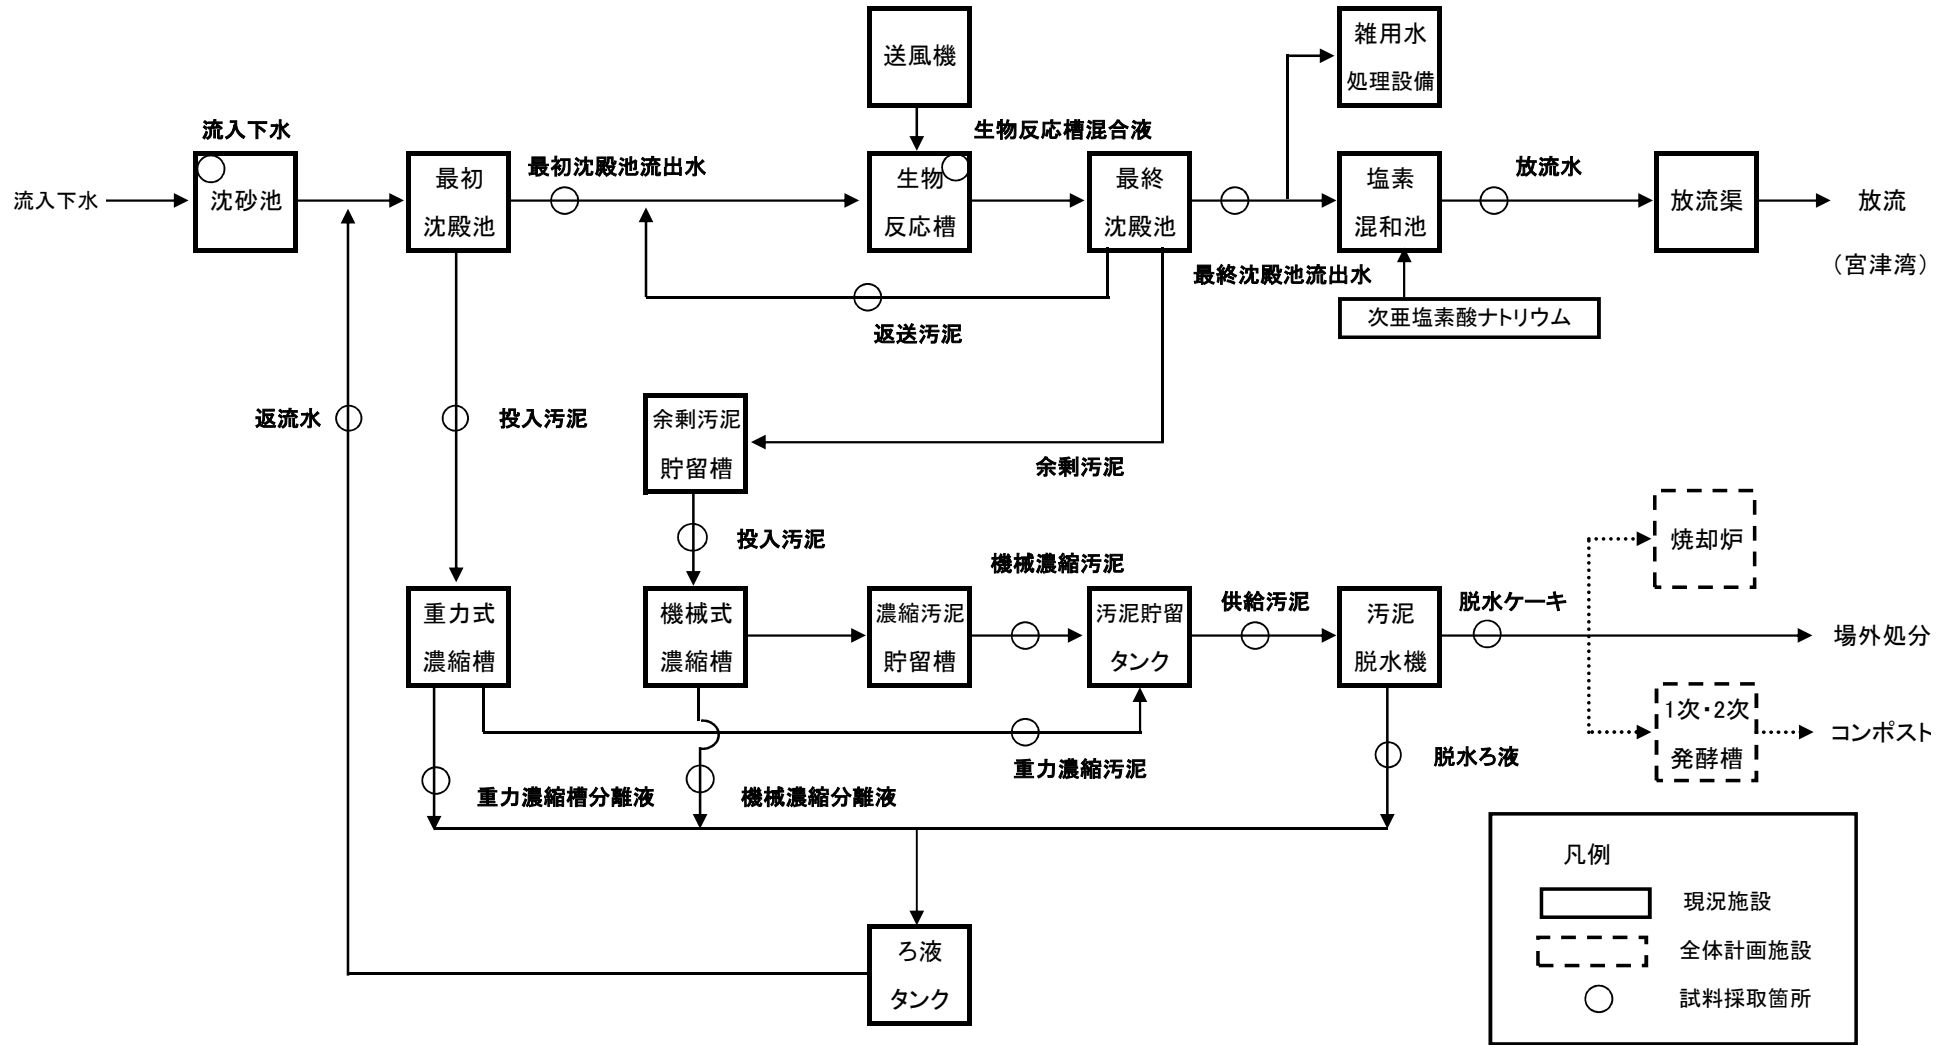 送風機
雑用水
処理設備
流入下水
生物反応槽混合液
最初沈殿池流出水
放流水
流入下水
沈砂池
最初
沈殿池
生物
反応槽
最終
沈殿池
塩素
混和池
放流渠
放流
（宮津湾）
最終沈殿池流出水
次亜塩素酸ナトリウム
返送汚泥
返流水
投入汚泥
余剰汚泥
貯留槽
余剰汚泥
投入汚泥
機械濃縮汚泥
焼却炉
重力式
濃縮槽
機械式
濃縮槽
濃縮汚泥
貯留槽
汚泥貯留
タンク
供給汚泥
汚泥
脱水機
脱水ケーキ
場外処分
1次・2次
発酵槽
コンポスト
重力濃縮汚泥
脱水ろ液
重力濃縮槽分離液
機械濃縮分離液
ろ液
タンク
凡例
現況施設
全体計画施設
試料採取箇所